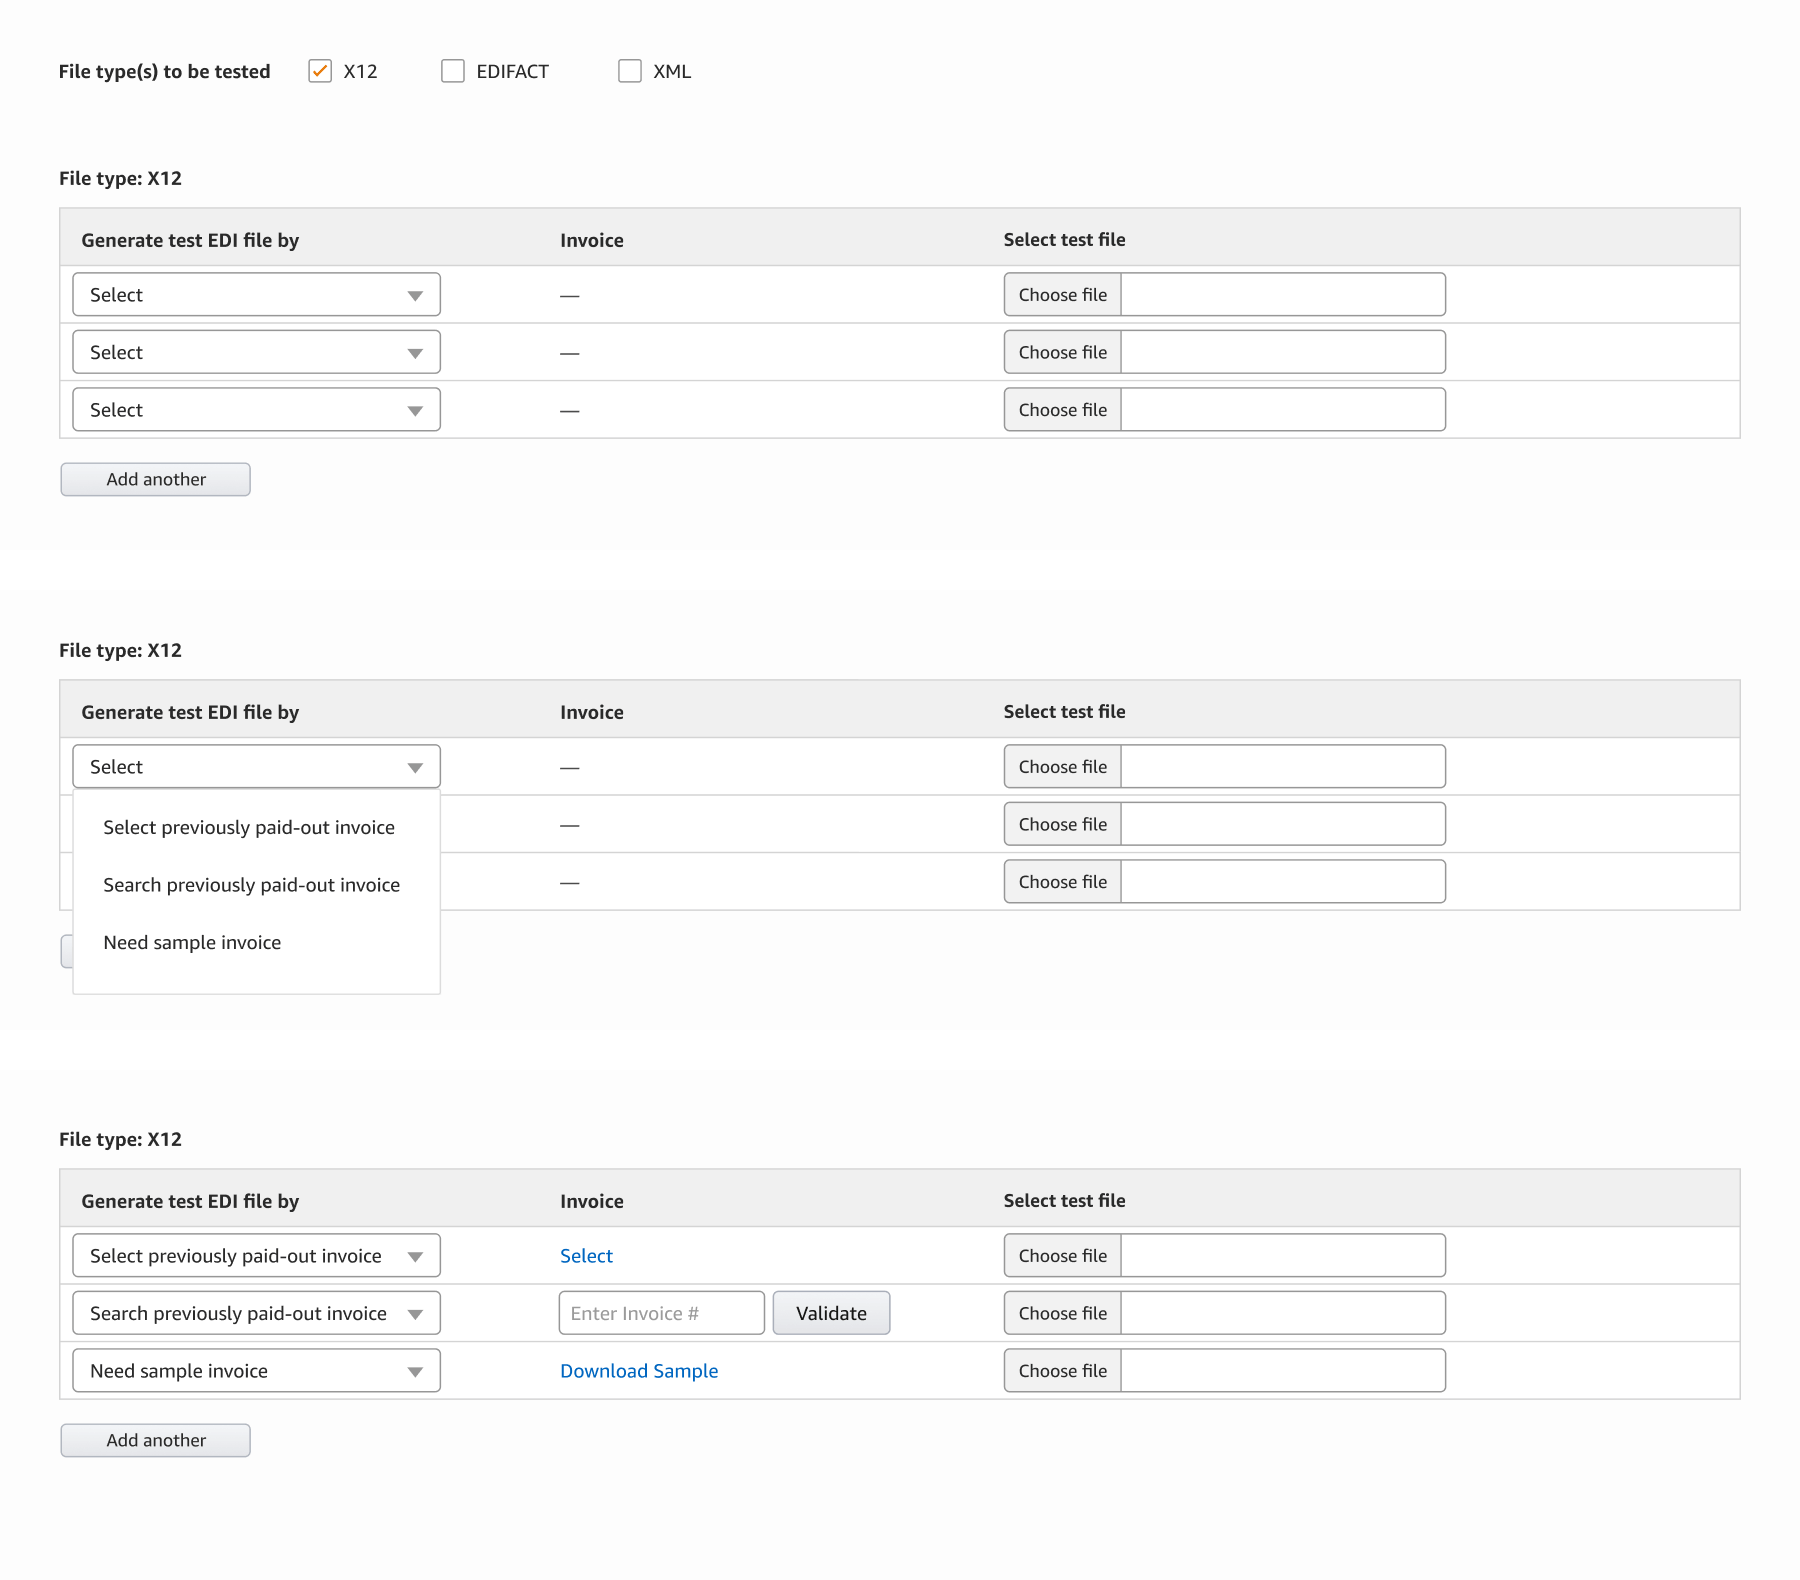 File type(s) to be tested X12 EDIFACT XML
File type: X12
Generate test EDI file by Invoice Select test file
Select — Choose file
Select — Choose file
Select — Choose file
Add another
File type: X12
Generate test EDI file by Invoice Select test file
Select — Choose file
Select previously paid-out invoice — Choose file
Search previously paid-out invoice — Choose file
Need sample invoice
File type: X12
Generate test EDI file by Invoice Select test file
Select previously paid-out invoice Select Choose file
Search previously paid-out invoice Enter Invoice # Validate Choose file
Need sample invoice Download Sample Choose file
Add another